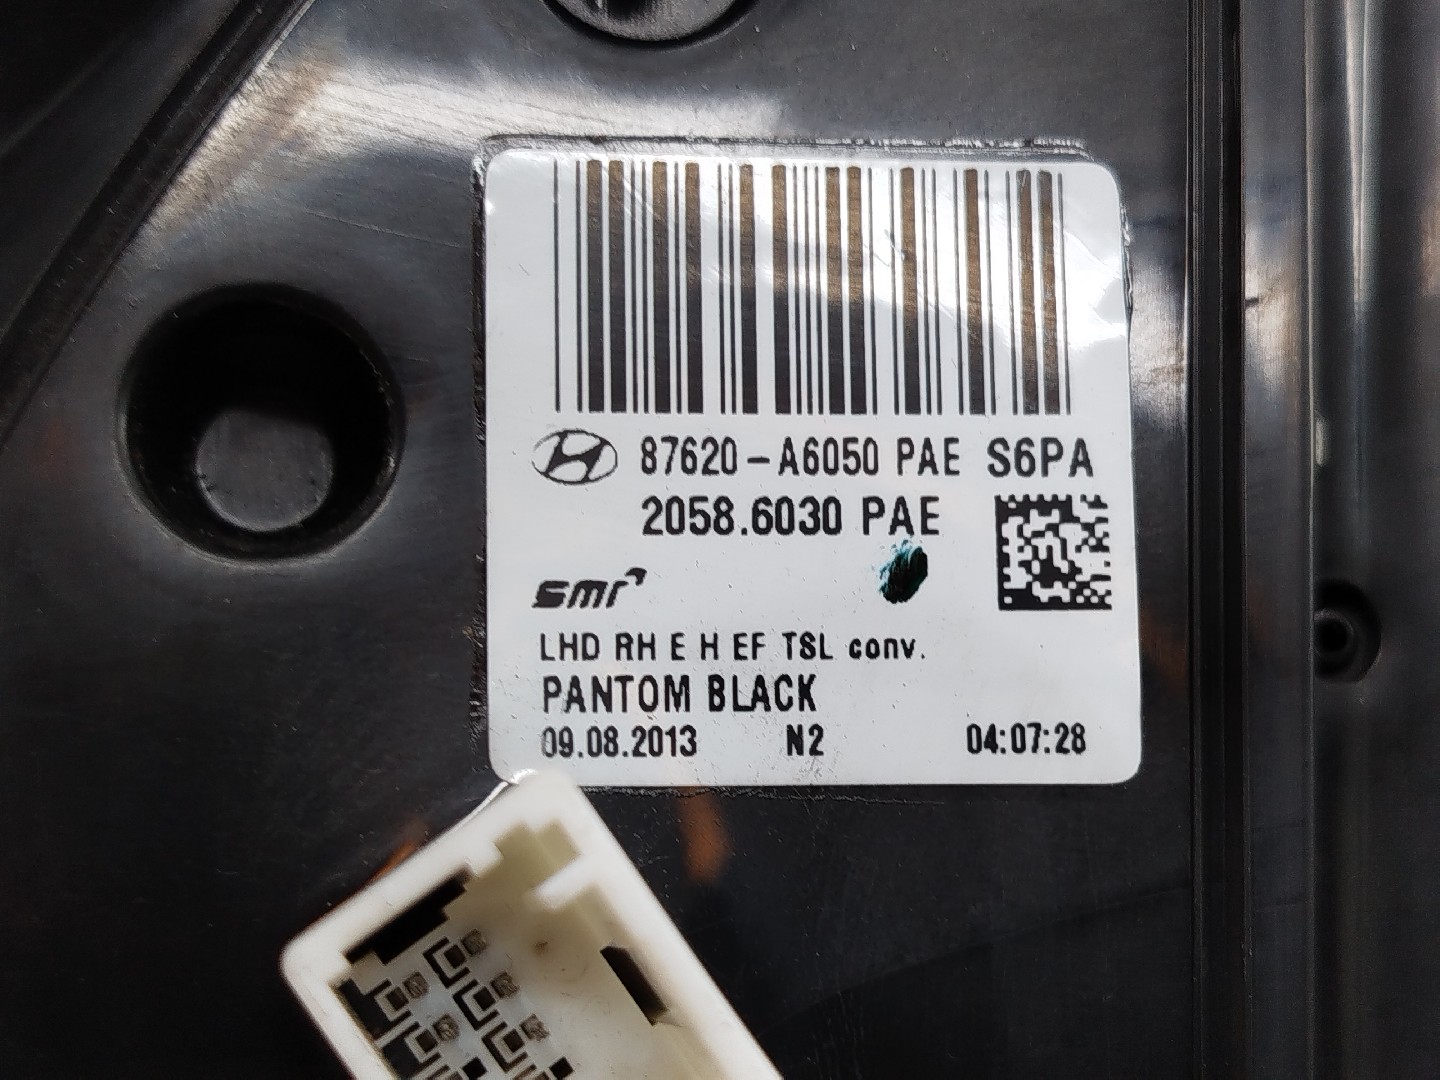 87620-A6050 PAE S6PA
2058.6030 PAE
smr
LHD RH E H EF TSL conv.
PANTOM BLACK
09.08.2013 N2 04:07:28